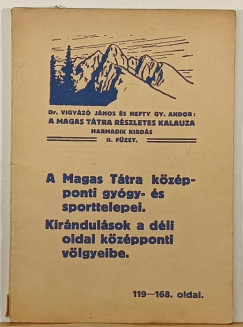 Dr. VIGYÁZÓ JÁNOS ÉS HEFTY GY. ANDOR:
A MAGAS TÁTRA RÉSZLETES KALAUZA
HARMADIK KIADÁS
II. FÜZET.
A Magas Tátra közép-
ponti gyógy- és
sporttelepei.
Kirándulások a déli
oldal középponti
völgyeibe.
119—168. oldal.